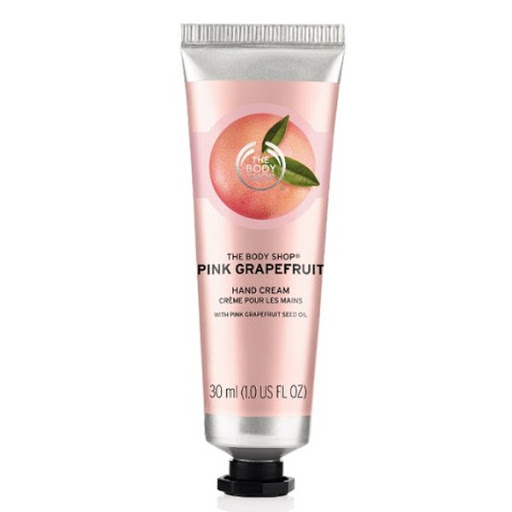 THE
BODY
SHOP
THE BODY SHOP®
PINK GRAPEFRUIT
HAND CREAM
CRÈME POUR LES MAINS
WITH PINK GRAPEFRUIT SEED OIL
30 ml (1.0 US FL OZ)